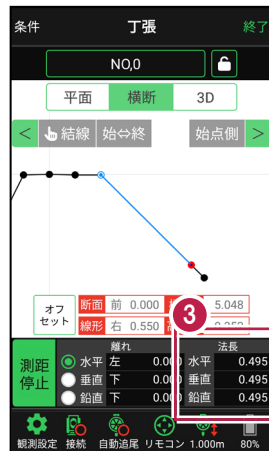 条件 丁張 終了
NO,0
平面 横断 3D
< 結線 始⇔終 始点側 >
オフセット 断面 前 0.000 5.048
線形 右 0.550
3
測距停止 離れ 法長
水平 左 0.000 水平 0.495
垂直 下 0.000 垂直 0.495
鉛直 下 0.000 鉛直 0.495
観測設定 接続 自動追尾 リモコン 1.000m 80%